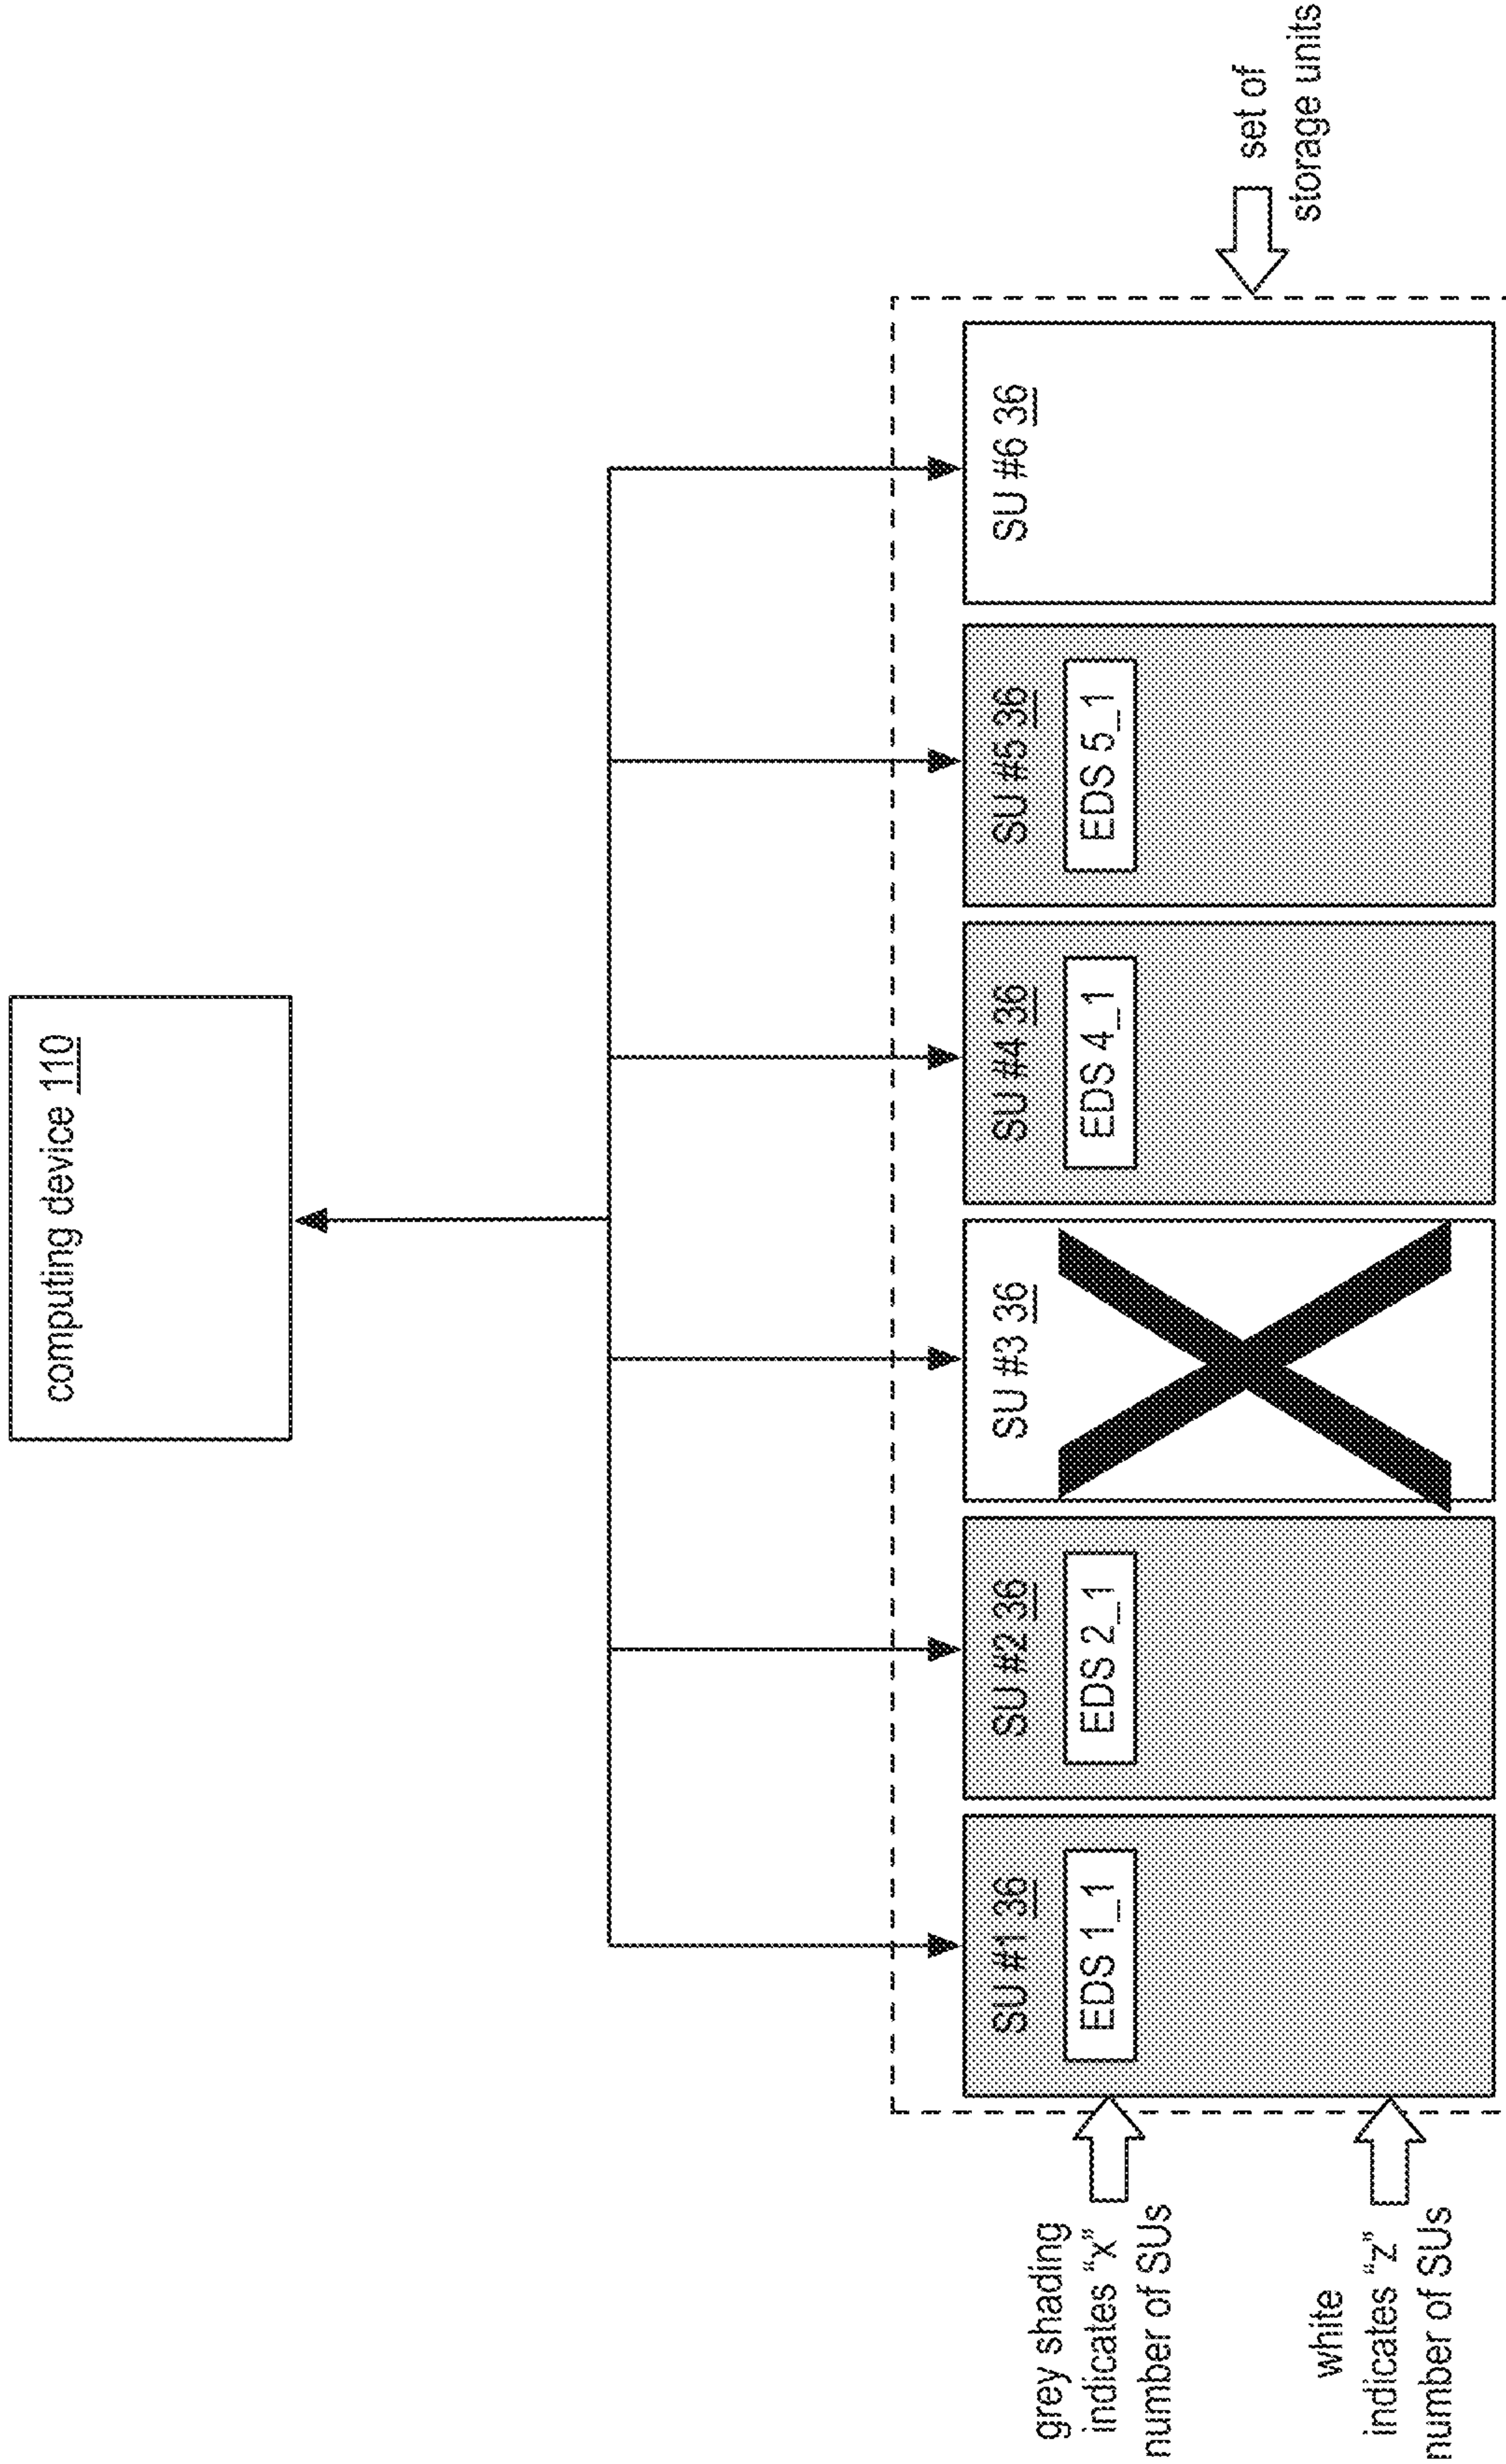 computing device 110
SU #1 36
EDS 1_1
SU #2 36
EDS 2_1
SU #3 36
SU #4 36
EDS 4_1
SU #5 36
EDS 5_1
SU #6 36
grey shading
indicates “x”
number of SUs
white
indicates “z”
number of SUs
set of
storage units